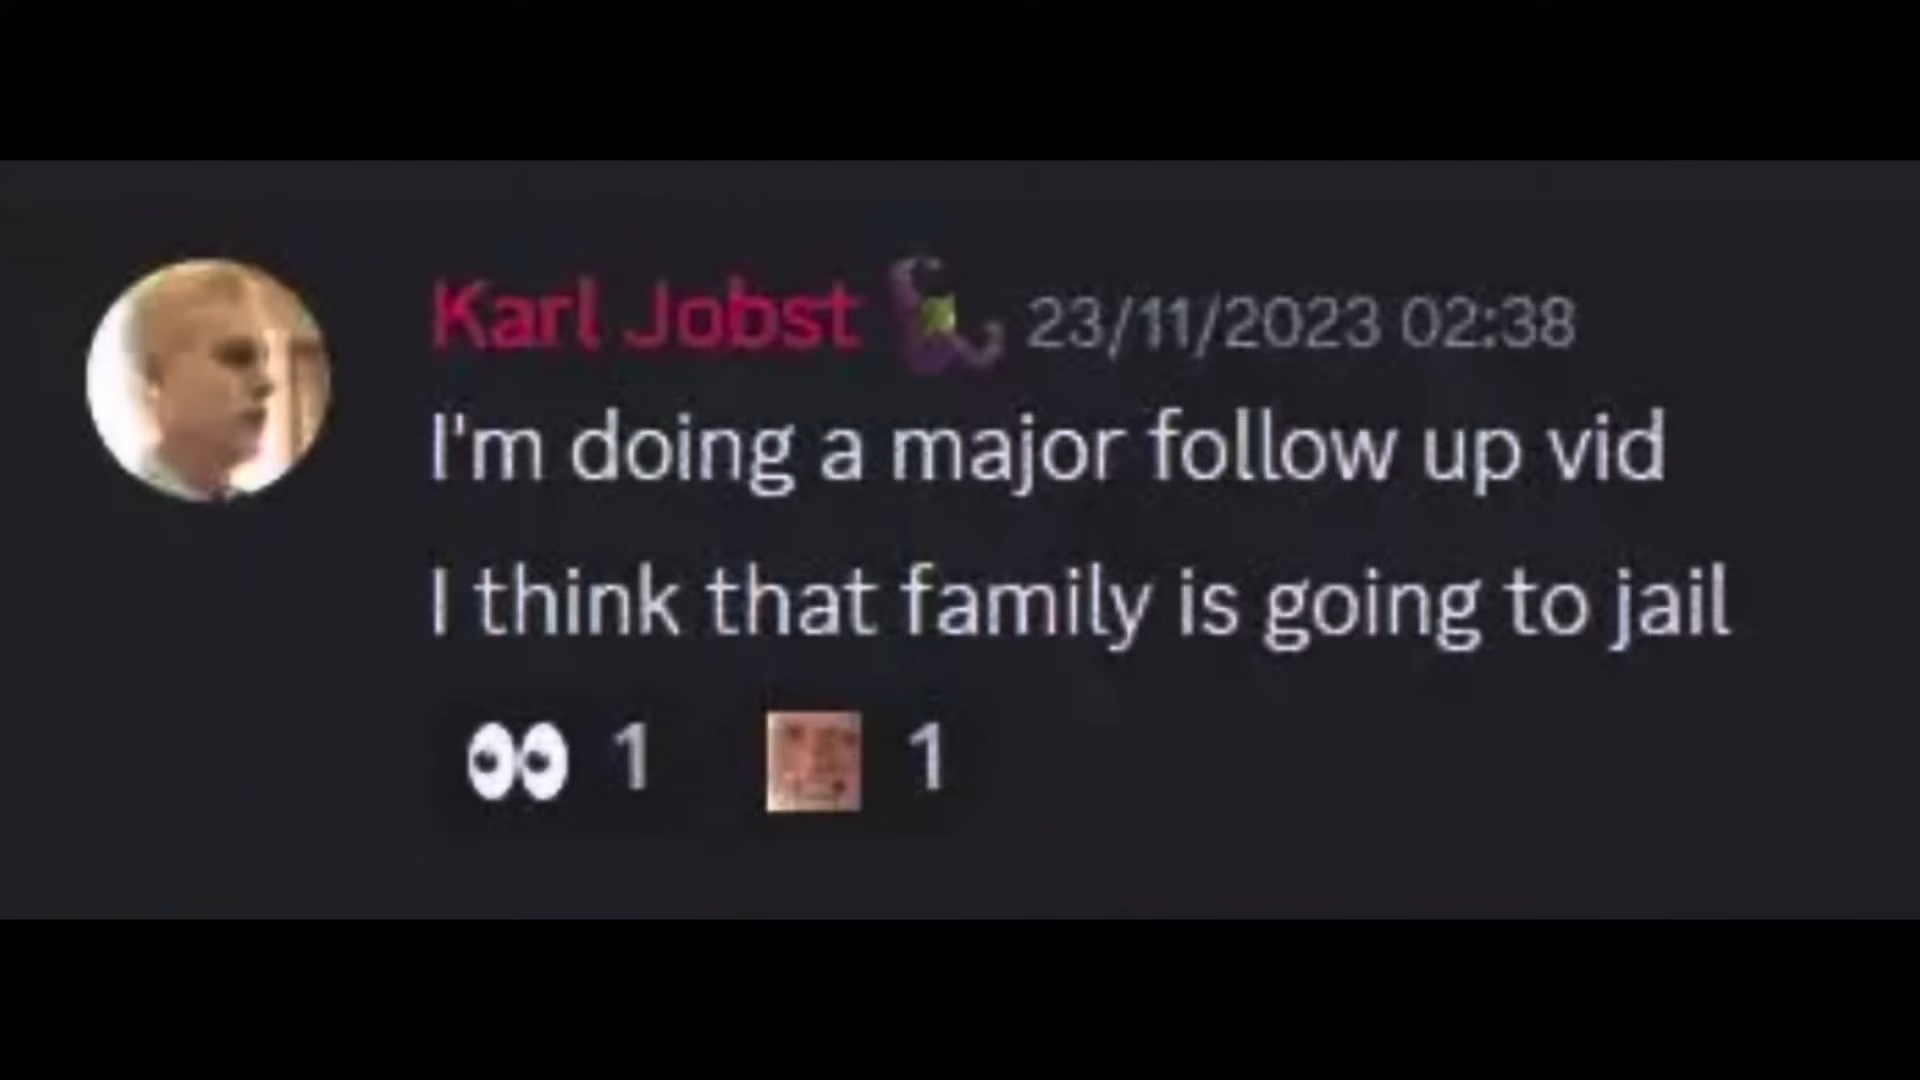 Karl Jobst 23/11/2023 02:38
I'm doing a major follow up vid
I think that family is going to jail
1 1